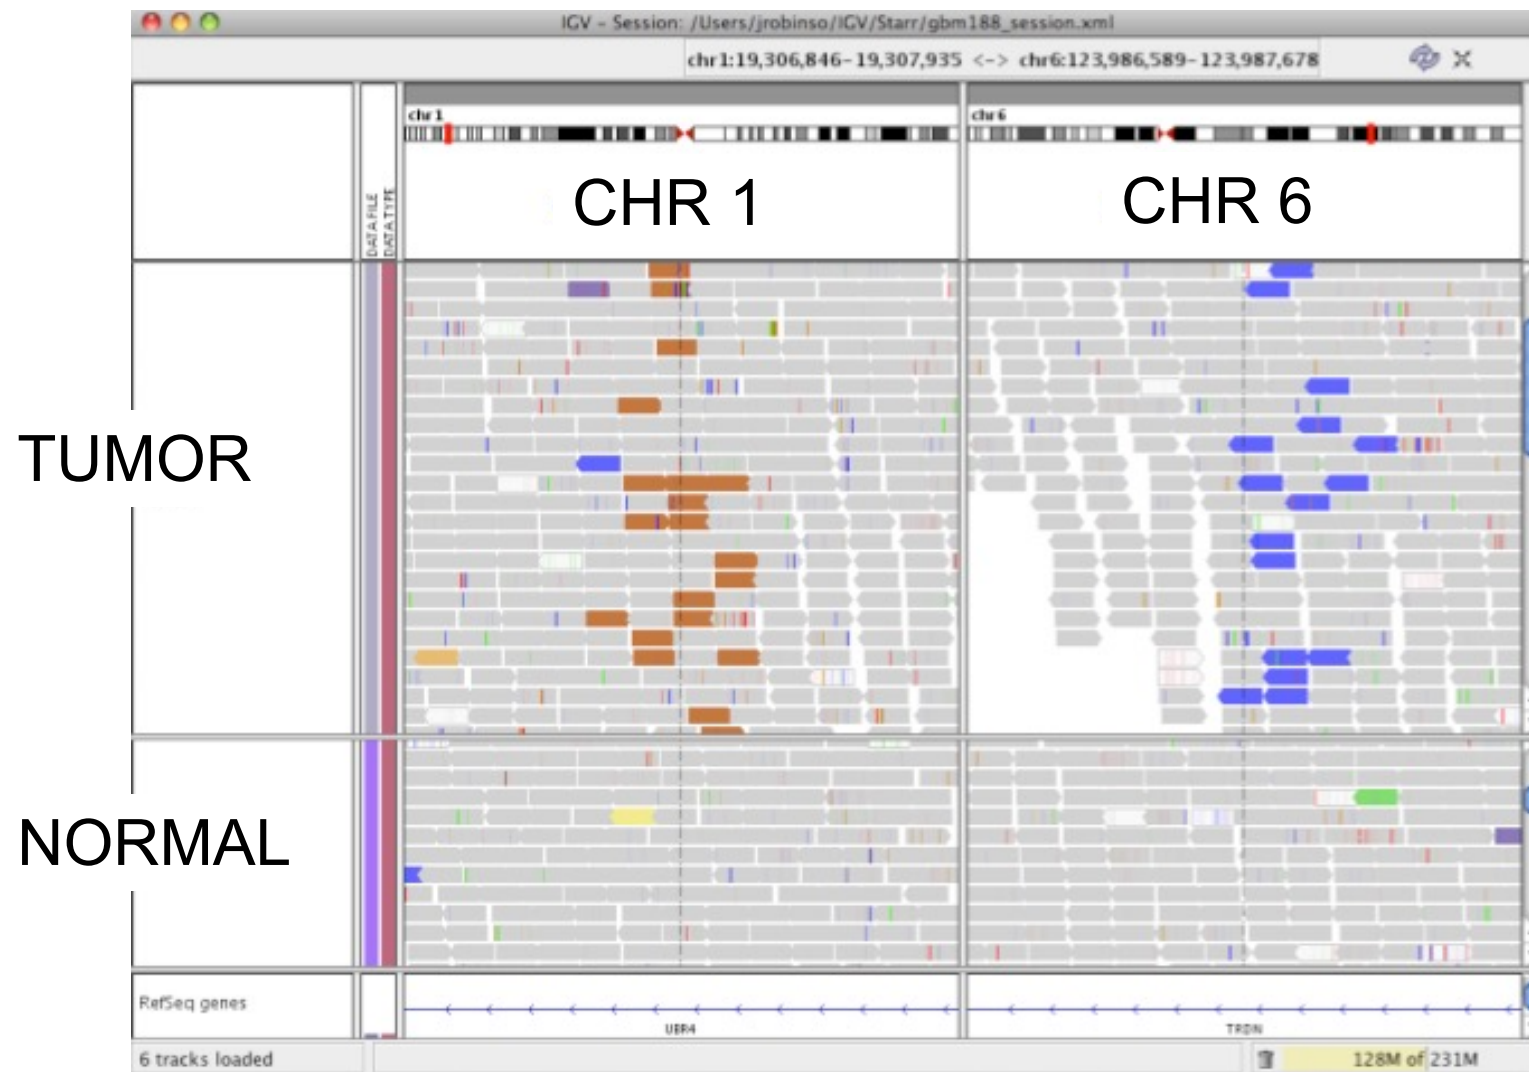 IGV - Session: /Users/jrobinso/IGV/Starr/gbm188_session.xml
chr1:19,306,846-19,307,935 <-> chr6:123,986,589-123,987,678
chr1
chr6
DATA FILE
DATA TYPE
CHR 1
CHR 6
TUMOR
NORMAL
RefSeq genes
UBR4
TRDN
6 tracks loaded
128M of 231M